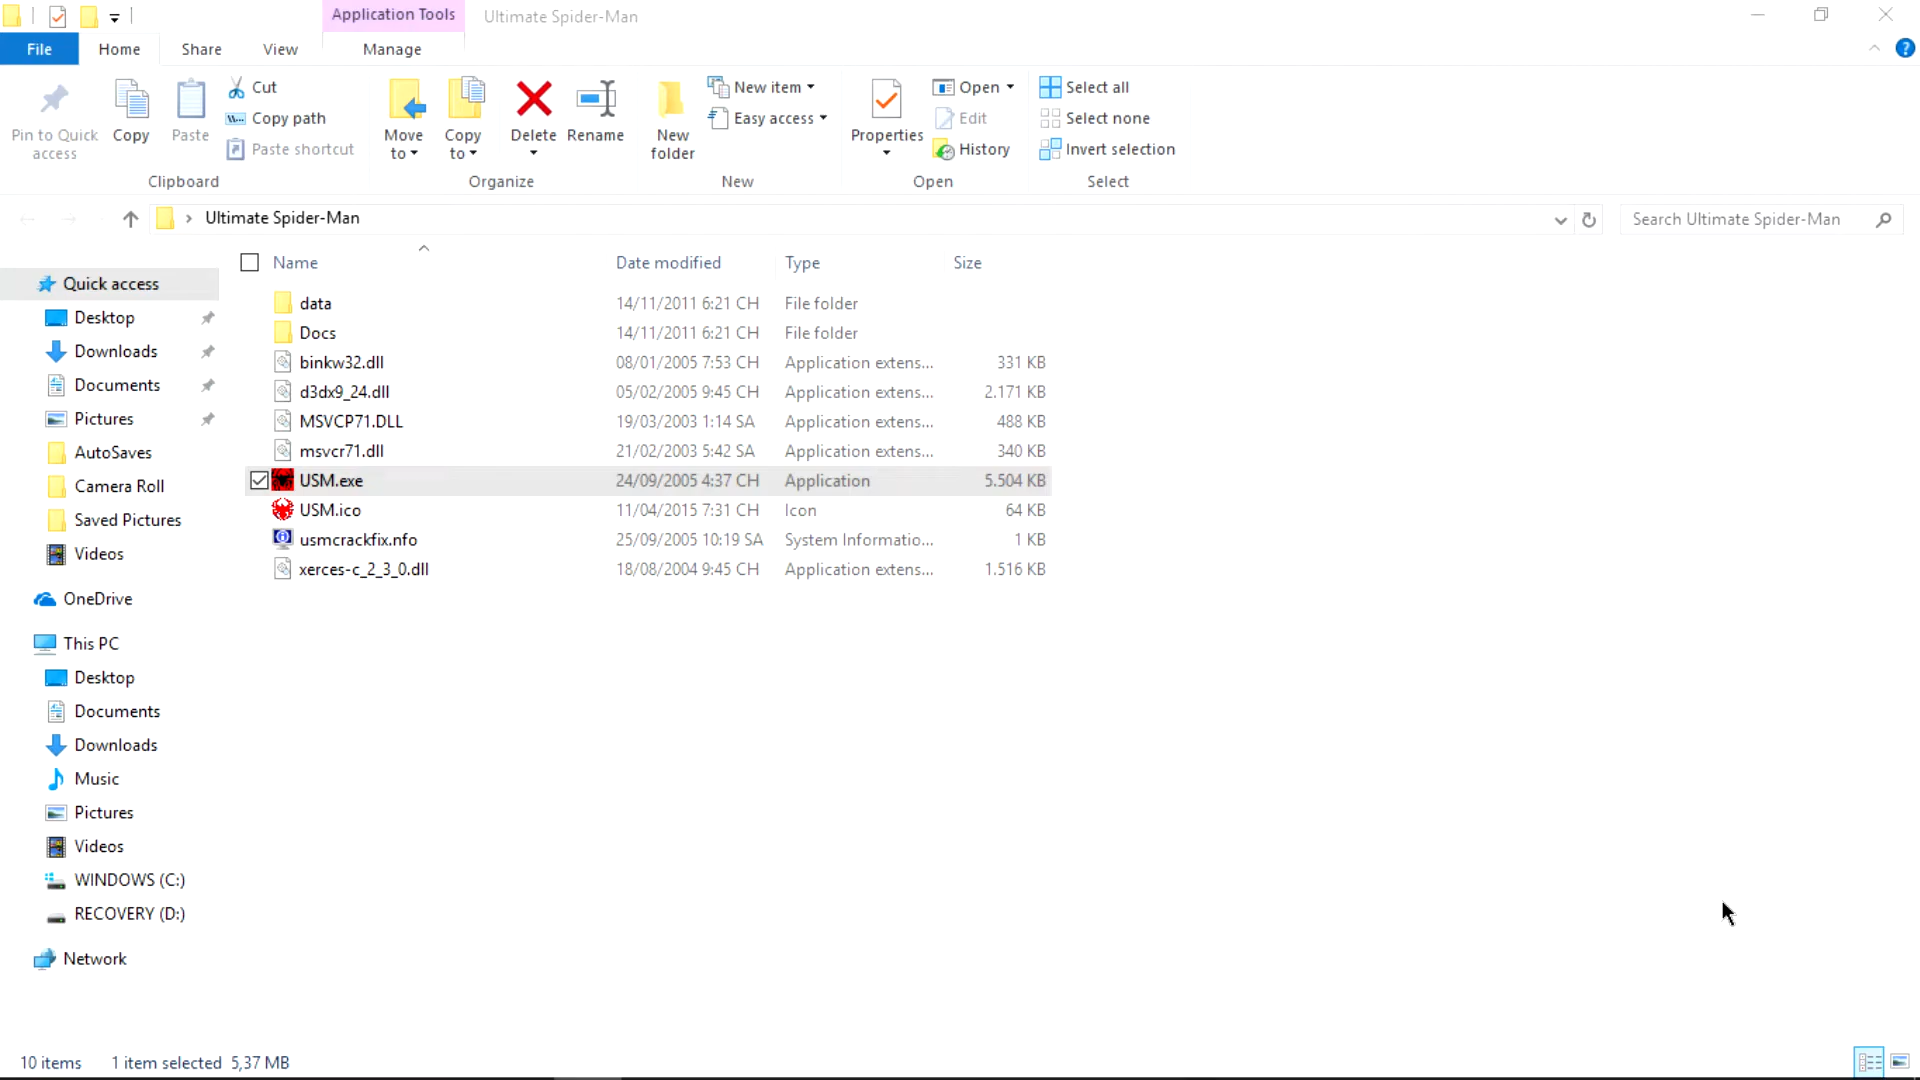 Application Tools
Ultimate Spider-Man
File
Home
Share
View
Manage
Pin to Quick access
Copy
Paste
Cut
Copy path
Paste shortcut
Clipboard
Move to
Copy to
Delete
Rename
Organize
New folder
New item
Easy access
New
Properties
Open
Edit
History
Open
Select all
Select none
Invert selection
Select
Ultimate Spider-Man
Search Ultimate Spider-Man
Name Date modified Type Size
data 14/11/2011 6:21 CH File folder
Docs 14/11/2011 6:21 CH File folder
binkw32.dll 08/01/2005 7:53 CH Application extens... 331 KB
d3dx9_24.dll 05/02/2005 9:45 CH Application extens... 2.171 KB
MSVCP71.DLL 19/03/2003 1:14 SA Application extens... 488 KB
msvcr71.dll 21/02/2003 5:42 SA Application extens... 340 KB
USM.exe 24/09/2005 4:37 CH Application 5.504 KB
USM.ico 11/04/2015 7:31 CH Icon 64 KB
usmcrackfix.nfo 25/09/2005 10:19 SA System Informatio... 1 KB
xerces-c_2_3_0.dll 18/08/2004 9:45 CH Application extens... 1.516 KB
Quick access
Desktop
Downloads
Documents
Pictures
AutoSaves
Camera Roll
Saved Pictures
Videos
OneDrive
This PC
Desktop
Documents
Downloads
Music
Pictures
Videos
WINDOWS (C:)
RECOVERY (D:)
Network
10 items 1 item selected 5,37 MB